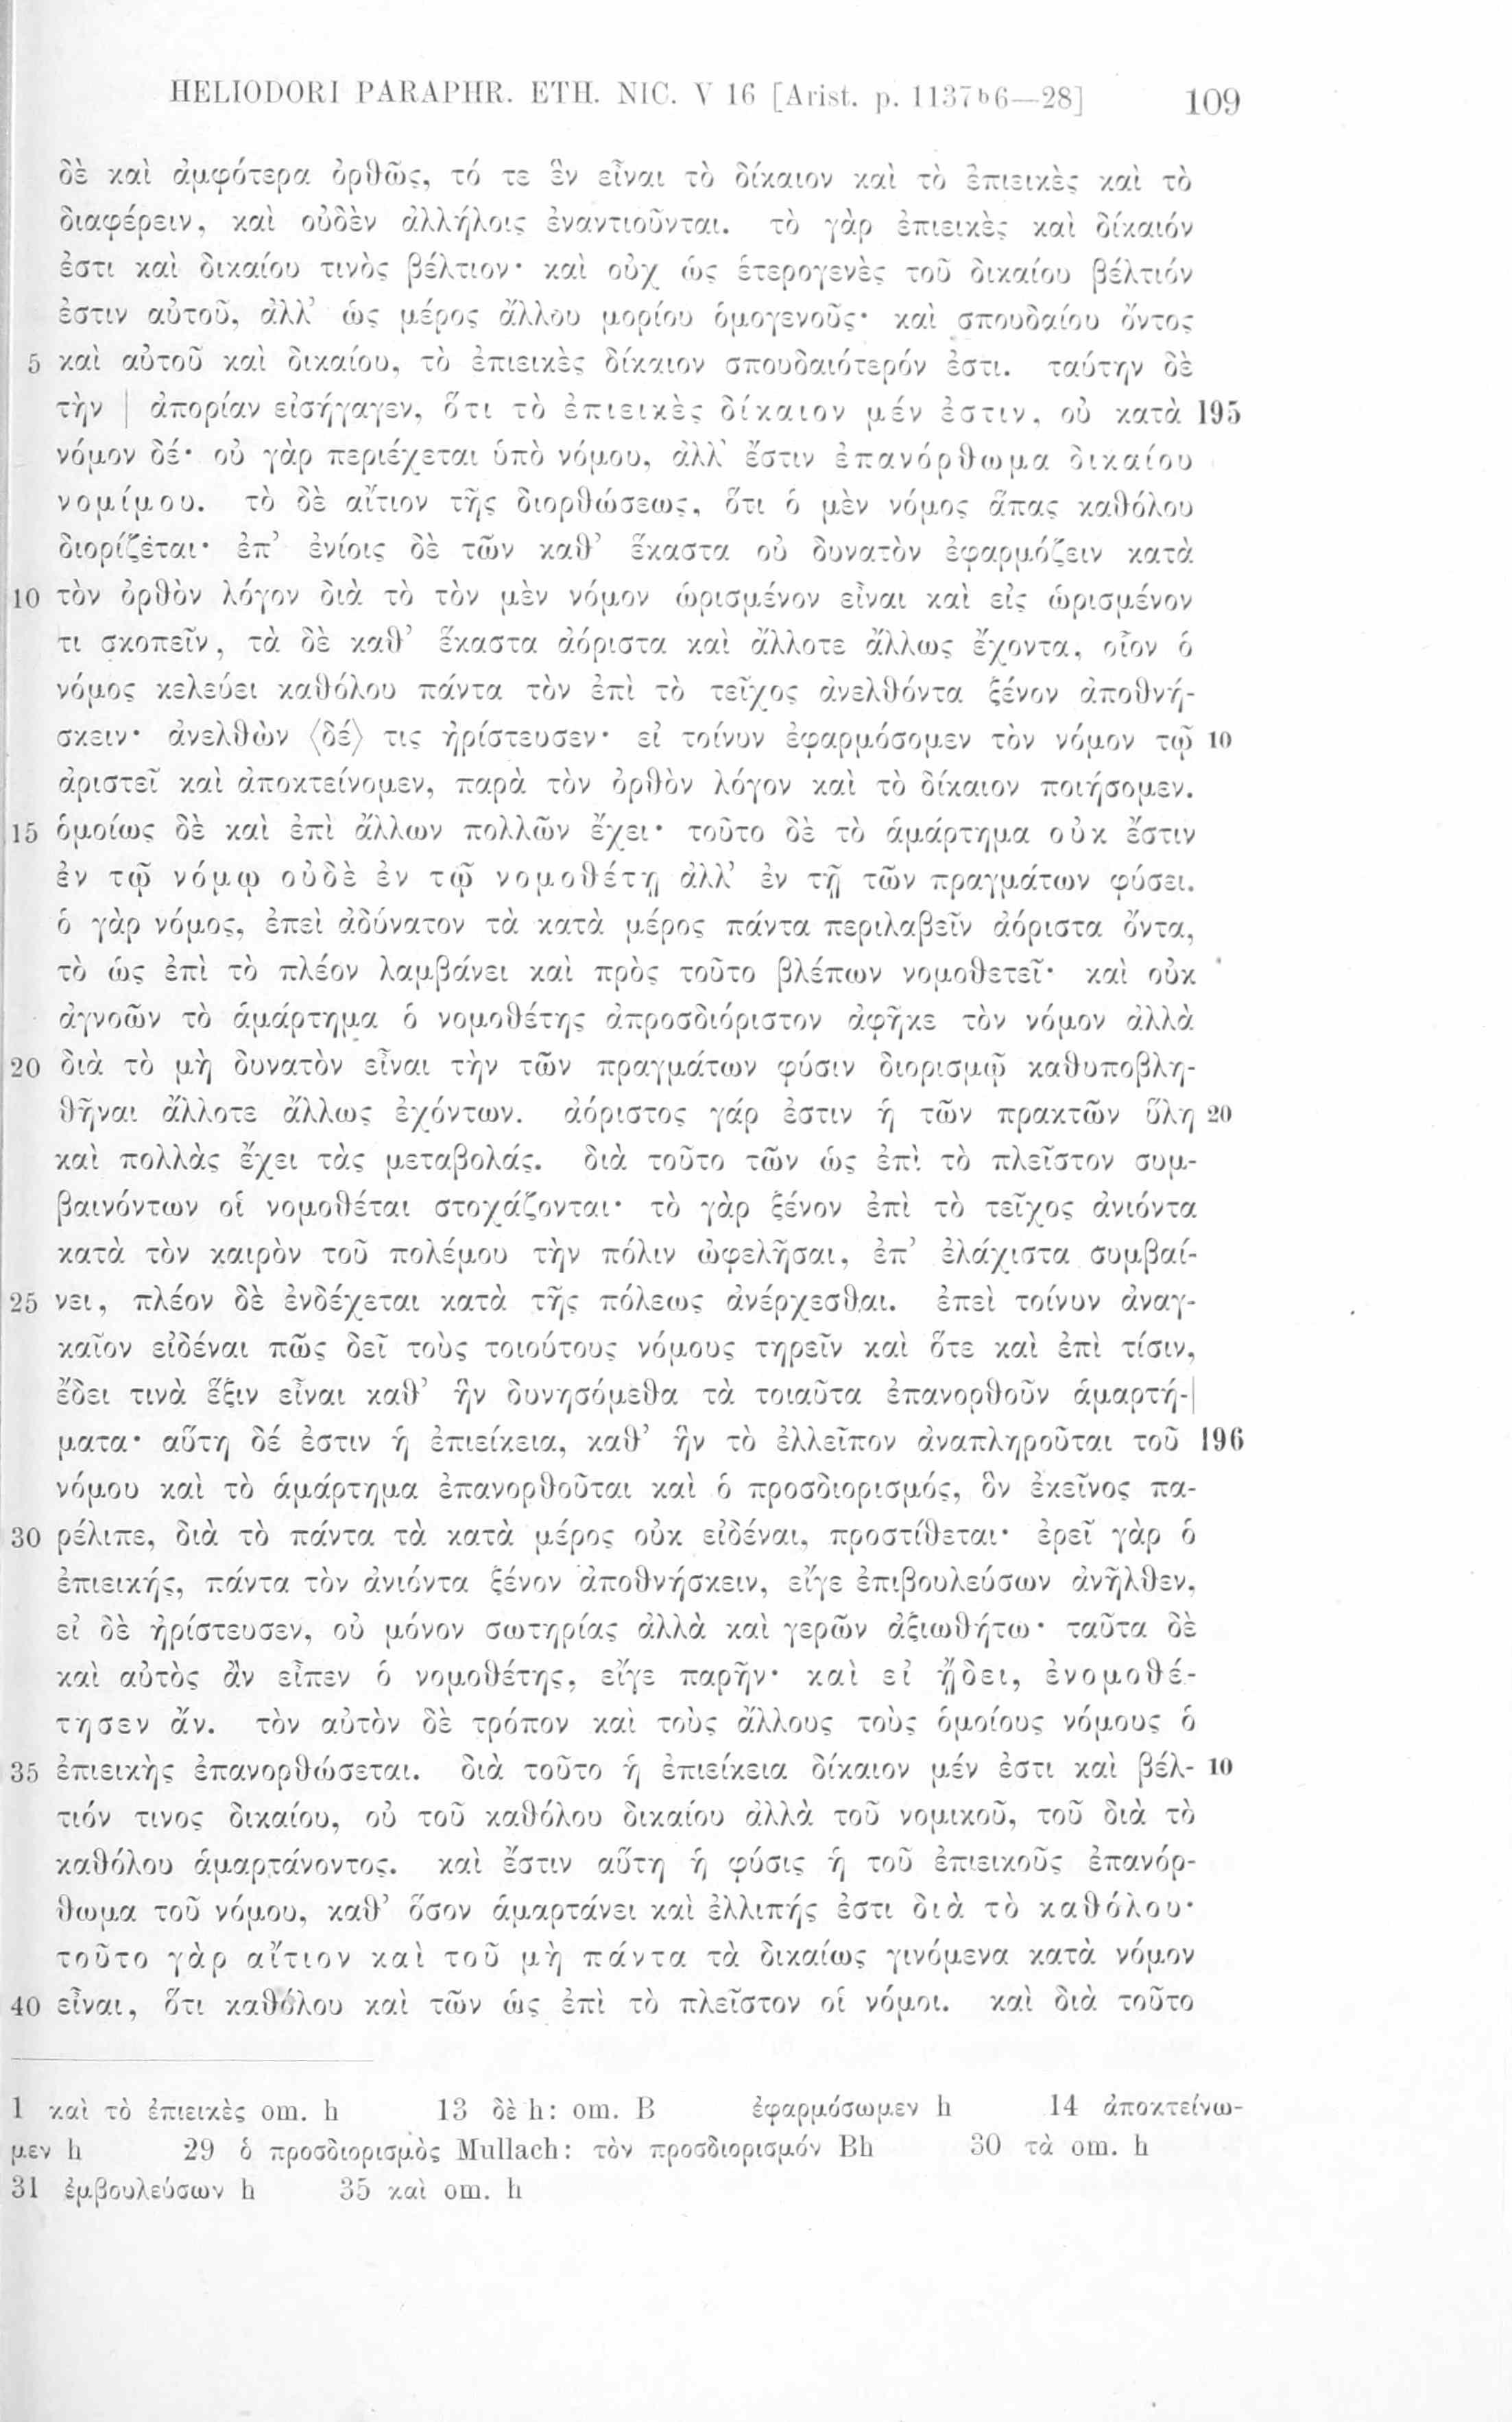 HELIODORI PARAPHR. ETH. NIC. V 16 [Arist. p. 1137b6—28] 109
δὲ καὶ ἀμφότερα ὀρθῶς, τό τε ἓν εἶναι τὸ δίκαιον καὶ τὸ ἐπιεικὲς καὶ τὸ
διαφέρειν, καὶ οὐδὲν ἀλλήλοις ἐναντιοῦνται. τὸ γὰρ ἐπιεικὲς καὶ δίκαιόν
ἐστι καὶ δικαίου τινὸς βέλτιον· καὶ οὐχ ὡς ἑτερογενὲς τοῦ δικαίου βέλτιόν
ἐστιν αὐτοῦ, ἀλλ’ ὡς μέρος ἄλλου μορίου ὁμογενοῦς· καὶ σπουδαίου ὄντος
5 καὶ αὐτοῦ καὶ δικαίου, τὸ ἐπιεικὲς δίκαιον σπουδαιότερόν ἐστι. ταύτην δὲ
τὴν | ἀπορίαν εἰσήγαγεν, ὅτι τὸ ἐπιεικὲς δίκαιον μέν ἐστιν, οὐ κατὰ 195
νόμον δέ· οὐ γὰρ περιέχεται ὑπὸ νόμου, ἀλλ’ ἔστιν ἐπανόρθωμα δικαίου
νομίμου. τὸ δὲ αἴτιον τῆς διορθώσεως, ὅτι ὁ μὲν νόμος ἅπας καθόλου
διορίζεται· ἐπ’ ἐνίοις δὲ τῶν καθ’ ἕκαστα οὐ δυνατὸν ἐφαρμόζειν κατὰ
10 τὸν ὀρθὸν λόγον διὰ τὸ τὸν μὲν νόμον ὡρισμένον εἶναι καὶ εἰς ὡρισμένον
τι σκοπεῖν, τὰ δὲ καθ’ ἕκαστα ἀόριστα καὶ ἄλλοτε ἄλλως ἔχοντα, οἷον ὁ
νόμος κελεύει καθόλου πάντα τὸν ἐπὶ τὸ τεῖχος ἀνελθόντα ξένον ἀποθνή-
σκειν· ἀνελθὼν ⟨δέ⟩ τις ἠρίστευσεν· εἰ τοίνυν ἐφαρμόσομεν τὸν νόμον τῷ 10
ἀριστεῖ καὶ ἀποκτείνομεν, παρὰ τὸν ὀρθὸν λόγον καὶ τὸ δίκαιον ποιήσομεν.
15 ὁμοίως δὲ καὶ ἐπὶ ἄλλων πολλῶν ἔχει· τοῦτο δὲ τὸ ἁμάρτημα οὐκ ἔστιν
ἐν τῷ νόμῳ οὐδὲ ἐν τῷ νομοθέτῃ ἀλλ’ ἐν τῇ τῶν πραγμάτων φύσει.
ὁ γὰρ νόμος, ἐπεὶ ἀδύνατον τὰ κατὰ μέρος πάντα περιλαβεῖν ἀόριστα ὄντα,
τὸ ὡς ἐπὶ τὸ πλέον λαμβάνει καὶ πρὸς τοῦτο βλέπων νομοθετεῖ· καὶ οὐκ
ἀγνοῶν τὸ ἁμάρτημα ὁ νομοθέτης ἀπροσδιόριστον ἀφῆκε τὸν νόμον ἀλλὰ
20 διὰ τὸ μὴ δυνατὸν εἶναι τὴν τῶν πραγμάτων φύσιν διορισμῷ καθυποβλη-
θῆναι ἄλλοτε ἄλλως ἐχόντων. ἀόριστος γάρ ἐστιν ἡ τῶν πρακτῶν ὕλη 20
καὶ πολλὰς ἔχει τὰς μεταβολάς. διὰ τοῦτο τῶν ὡς ἐπὶ τὸ πλεῖστον συμ-
βαινόντων οἱ νομοθέται στοχάζονται· τὸ γὰρ ξένον ἐπὶ τὸ τεῖχος ἀνιόντα
κατὰ τὸν καιρὸν τοῦ πολέμου τὴν πόλιν ὠφελῆσαι, ἐπ’ ἐλάχιστα συμβαί-
25 νει, πλέον δὲ ἐνδέχεται κατὰ τῆς πόλεως ἀνέρχεσθαι. ἐπεὶ τοίνυν ἀναγ-
καῖον εἰδέναι πῶς δεῖ τοὺς τοιούτους νόμους τηρεῖν καὶ ὅτε καὶ ἐπὶ τίσιν,
ἔδει τινὰ ἕξιν εἶναι καθ’ ἣν δυνησόμεθα τὰ τοιαῦτα ἐπανορθοῦν ἁμαρτή-|
ματα· αὕτη δέ ἐστιν ἡ ἐπιείκεια, καθ’ ἣν τὸ ἐλλεῖπον ἀναπληροῦται τοῦ 196
νόμου καὶ τὸ ἁμάρτημα ἐπανορθοῦται καὶ ὁ προσδιορισμός, ὃν ἐκεῖνος πα-
30 ρέλιπε, διὰ τὸ πάντα τὰ κατὰ μέρος οὐκ εἰδέναι, προστίθεται· ἐρεῖ γὰρ ὁ
ἐπιεικής, πάντα τὸν ἀνιόντα ξένον ἀποθνήσκειν, εἴγε ἐπιβουλεύσων ἀνῆλθεν,
εἰ δὲ ἠρίστευσεν, οὐ μόνον σωτηρίας ἀλλὰ καὶ γερῶν ἀξιωθήτω· ταῦτα δὲ
καὶ αὐτὸς ἂν εἶπεν ὁ νομοθέτης, εἴγε παρῆν· καὶ εἰ ᾔδει, ἐνομοθέ-
τησεν ἄν. τὸν αὐτὸν δὲ τρόπον καὶ τοὺς ἄλλους τοὺς ὁμοίους νόμους ὁ
35 ἐπιεικὴς ἐπανορθώσεται. διὰ τοῦτο ἡ ἐπιείκεια δίκαιον μέν ἐστι καὶ βέλ- 10
τιόν τινος δικαίου, οὐ τοῦ καθόλου δικαίου ἀλλὰ τοῦ νομικοῦ, τοῦ διὰ τὸ
καθόλου ἁμαρτάνοντος. καὶ ἔστιν αὕτη ἡ φύσις ἡ τοῦ ἐπιεικοῦς ἐπανόρ-
θωμα τοῦ νόμου, καθ’ ὅσον ἁμαρτάνει καὶ ἐλλιπής ἐστι διὰ τὸ καθόλου·
τοῦτο γὰρ αἴτιον καὶ τοῦ μὴ πάντα τὰ δικαίως γινόμενα κατὰ νόμον
40 εἶναι, ὅτι καθόλου καὶ τῶν ὡς ἐπὶ τὸ πλεῖστον οἱ νόμοι. καὶ διὰ τοῦτο
1 καὶ τὸ ἐπιεικὲς om. h 13 δὲ h: om. B ἐφαρμόσωμεν h 14 ἀποκτείνω-
μεν h 29 ὁ προσδιορισμὸς Mullach: τὸν προσδιορισμόν Bh 30 τὰ om. h
31 ἐμβουλεύσων h 35 καὶ om. h